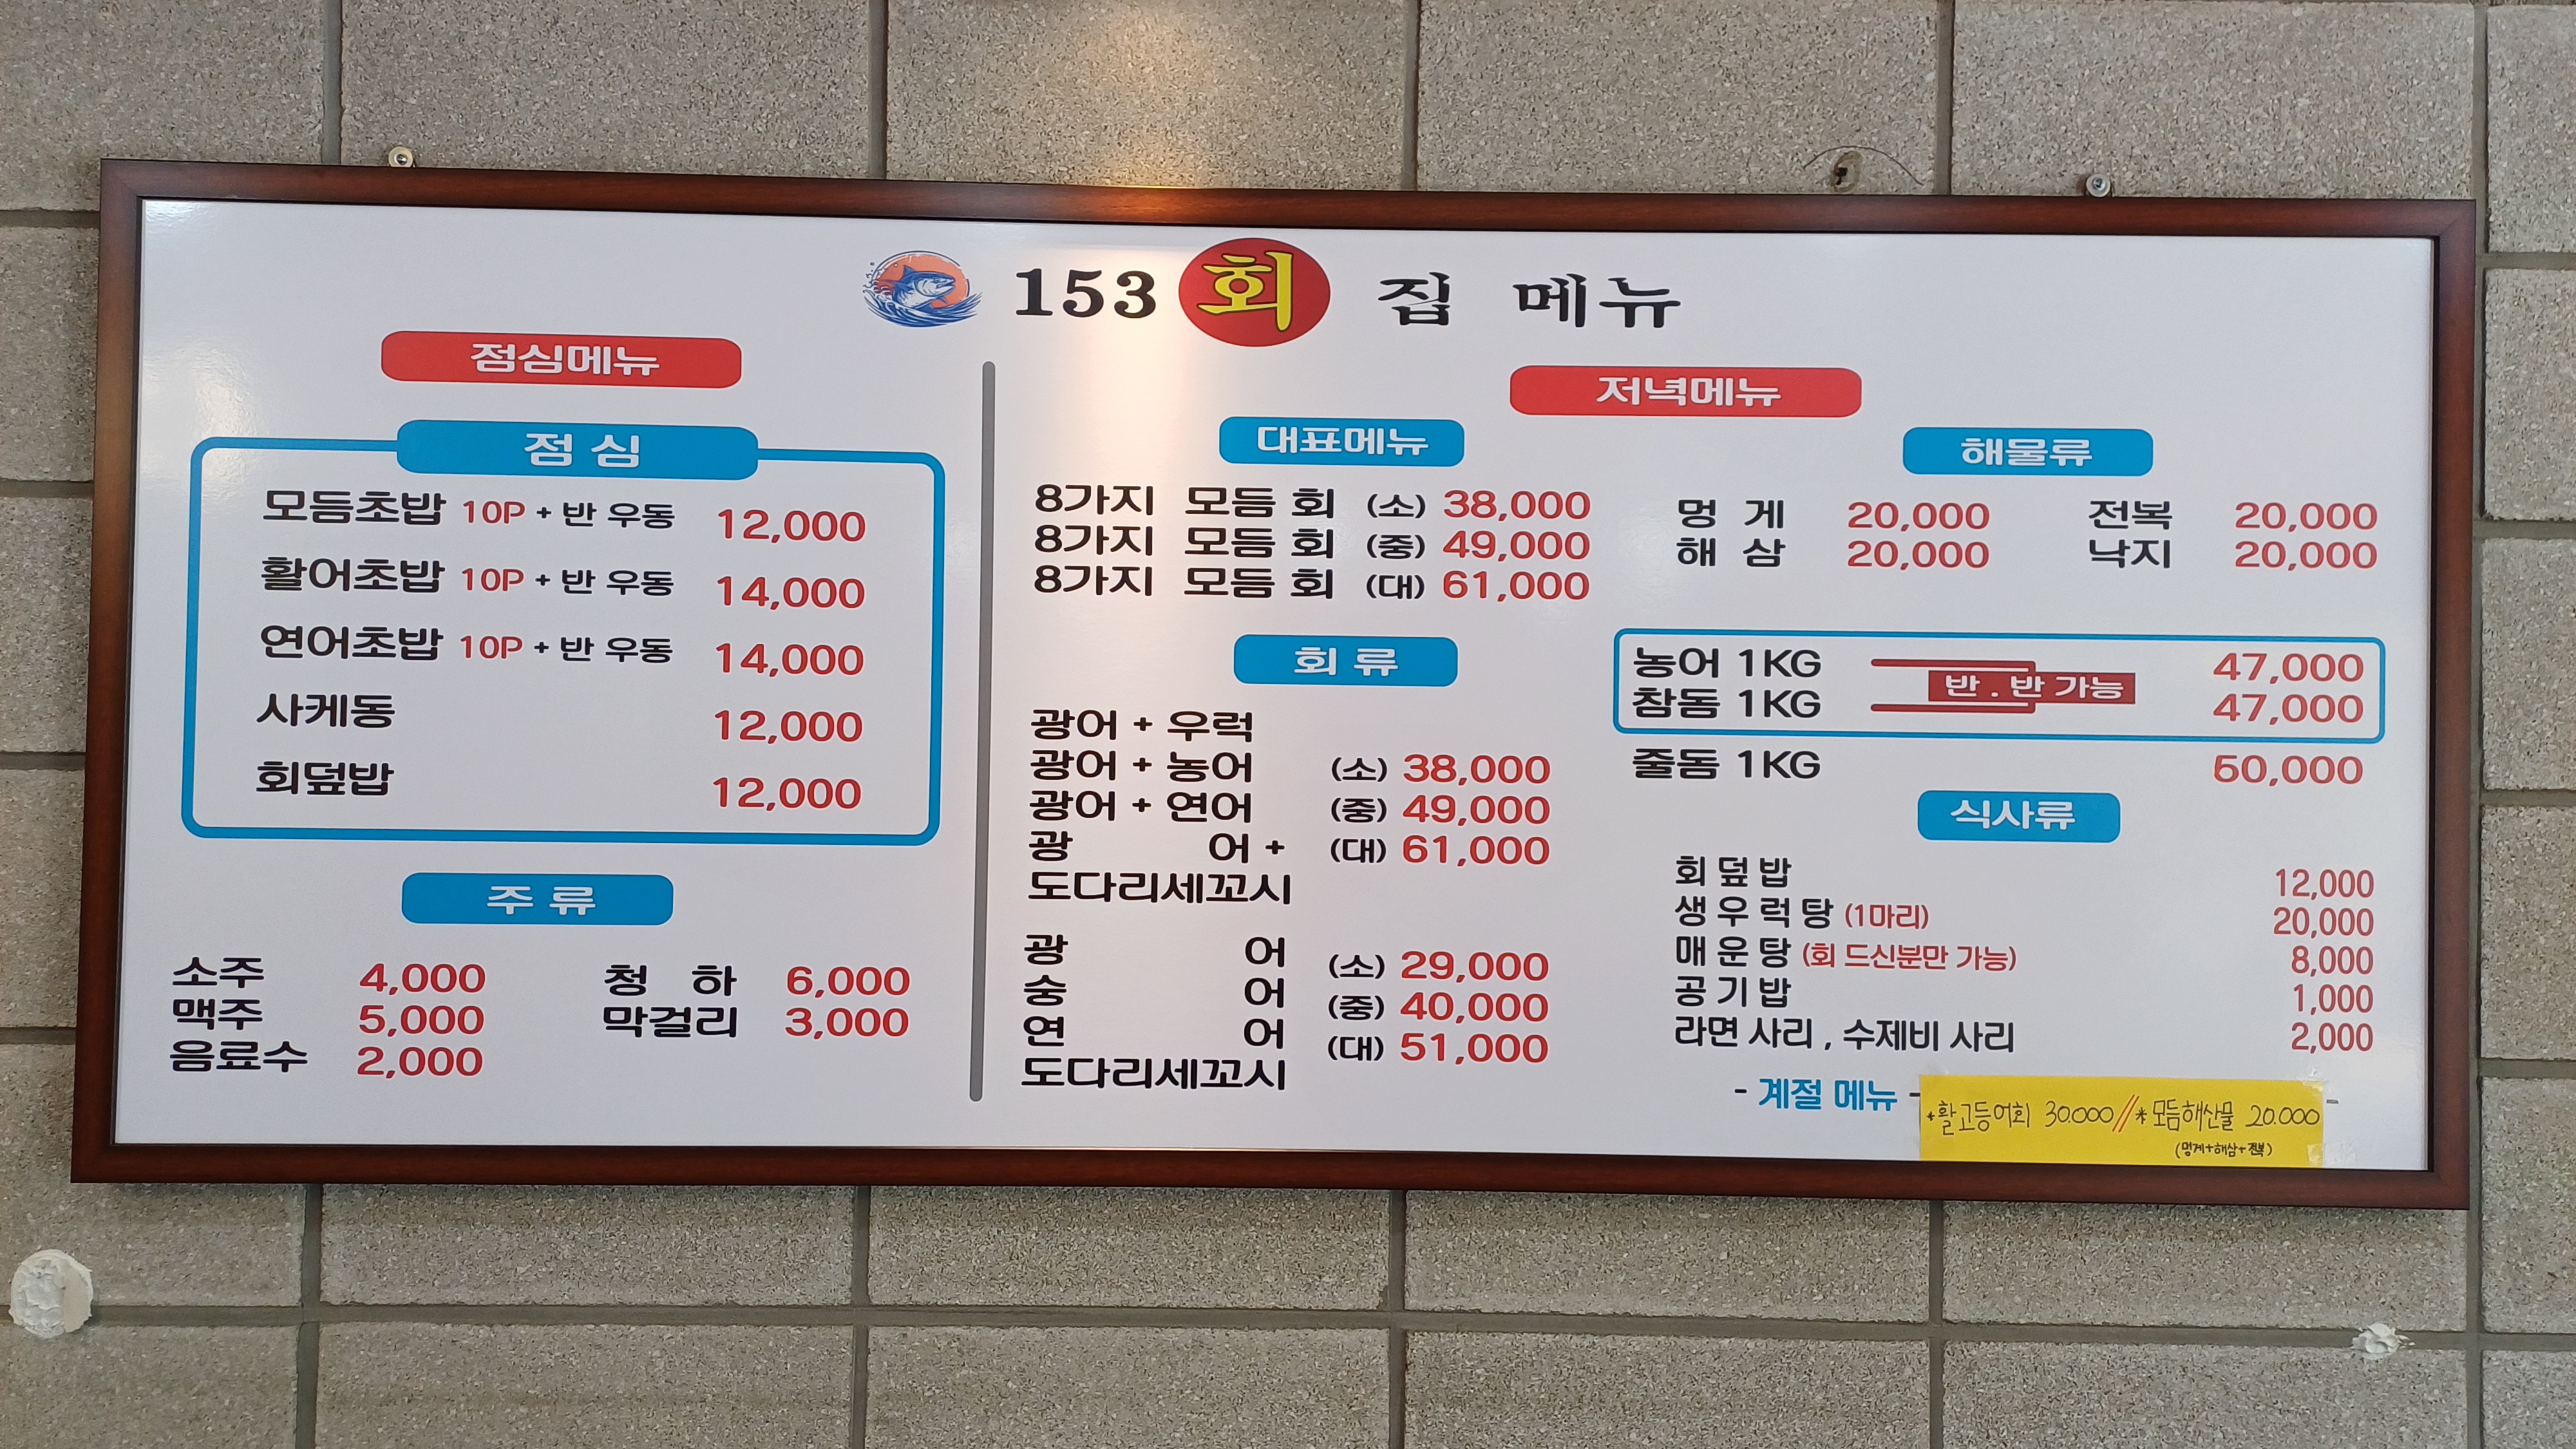 153 회 집 메뉴
점심메뉴
점 심
모듬초밥 10P + 반 우동 12,000
활어초밥 10P + 반 우동 14,000
연어초밥 10P + 반 우동 14,000
사케동 12,000
회덮밥 12,000
주 류
소주 4,000 청 하 6,000
맥주 5,000 막걸리 3,000
음료수 2,000
저녁메뉴
대표메뉴
8가지 모듬 회 (소) 38,000
8가지 모듬 회 (중) 49,000
8가지 모듬 회 (대) 61,000
회 류
광어 + 우럭
광어 + 농어 (소) 38,000
광어 + 연어 (중) 49,000
광 어 + (대) 61,000
도다리세꼬시
광 어 (소) 29,000
숭 어 (중) 40,000
연 어 (대) 51,000
도다리세꼬시
해물류
멍 게 20,000 전복 20,000
해 삼 20,000 낙지 20,000
농어 1KG 47,000
반 . 반 가능
참돔 1KG 47,000
줄돔 1KG 50,000
식사류
회 덮 밥 12,000
생 우 럭 탕 (1마리) 20,000
매 운 탕 (회 드신분만 가능) 8,000
공 기 밥 1,000
라면 사리 , 수제비 사리 2,000
- 계절 메뉴 - -
*활고등어회 30.000 // *모듬해산물 20.000
(멍게+해삼+전복)